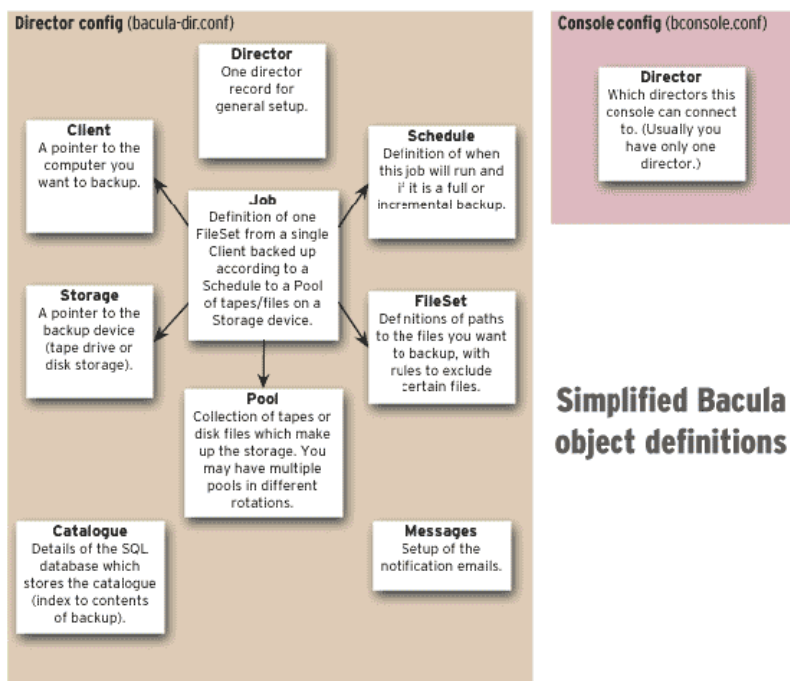 Director config (bacula-dir.conf)
Director
One director
record for
general setup.
Client
A pointer to the
computer you
want to backup.
Schedule
Definition of when
this job will run and
if it is a full or
incremental backup.
Job
Definition of one
FileSet from a single
Client backed up
according to a
Schedule to a Pool
of tapes/files on a
Storage device.
Storage
A pointer to the
backup device
(tape drive or
disk storage).
FileSet
Definitions of paths
to the files you want
to backup, with
rules to exclude
certain files.
Pool
Collection of tapes or
disk files which make
up the storage. You
may have multiple
pools in different
rotations.
Catalogue
Details of the SQL
database which
stores the catalogue
(index to contents
of backup).
Messages
Setup of the
notification emails.
Console config (bconsole.conf)
Director
Which directors this
console can connect
to. (Usually you
have only one
director.)
Simplified Bacula
object definitions